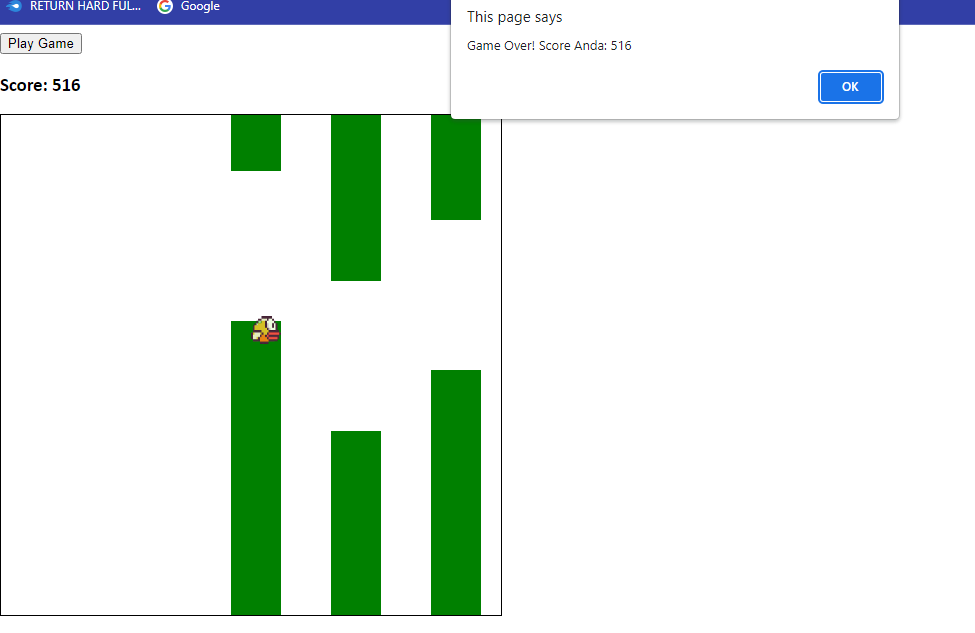 RETURN HARD FUL...
Google
This page says
Game Over! Score Anda: 516
OK
Play Game
Score: 516